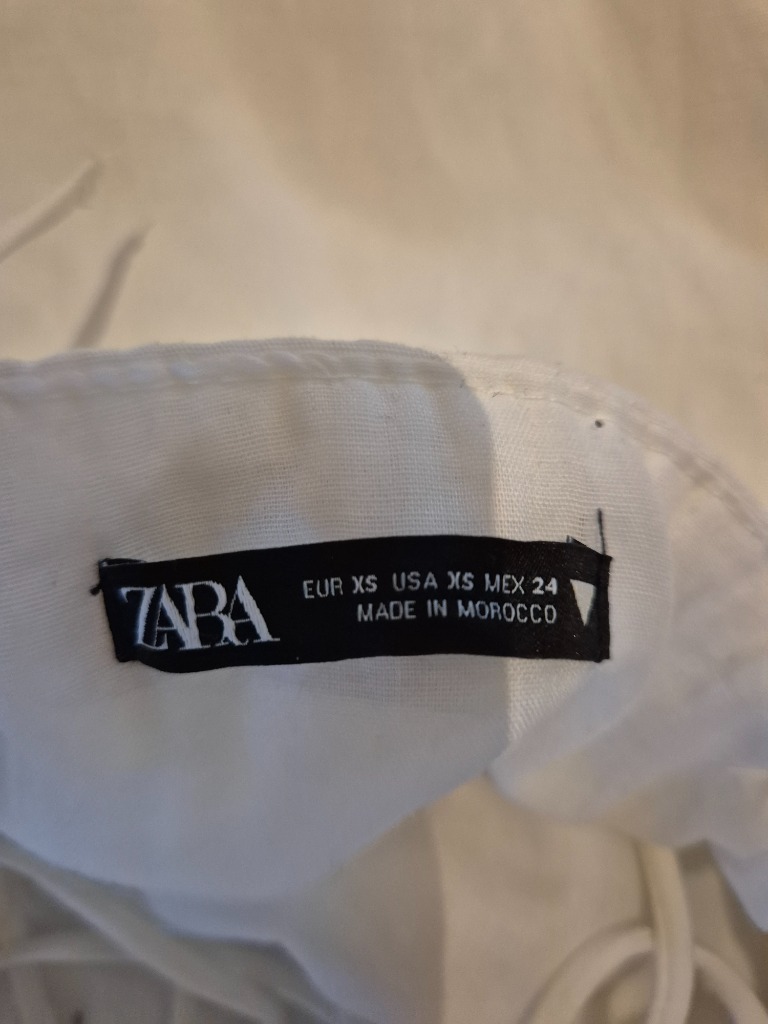 ZARA
EUR XS USA XS MEX 24
MADE IN MOROCCO